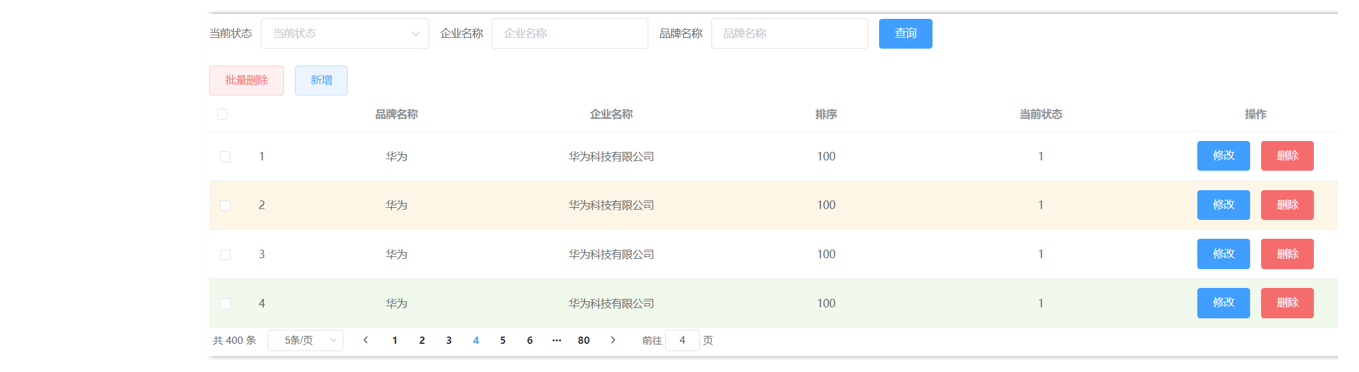 当前状态 当前状态 企业名称 企业名称 品牌名称 品牌名称 查询
批量删除 新增
品牌名称 企业名称 排序 当前状态 操作
1 华为 华为科技有限公司 100 1 修改 删除
2 华为 华为科技有限公司 100 1 修改 删除
3 华为 华为科技有限公司 100 1 修改 删除
4 华为 华为科技有限公司 100 1 修改 删除
共 400 条 5条/页 < 1 2 3 4 5 6 ··· 80 > 前往 4 页